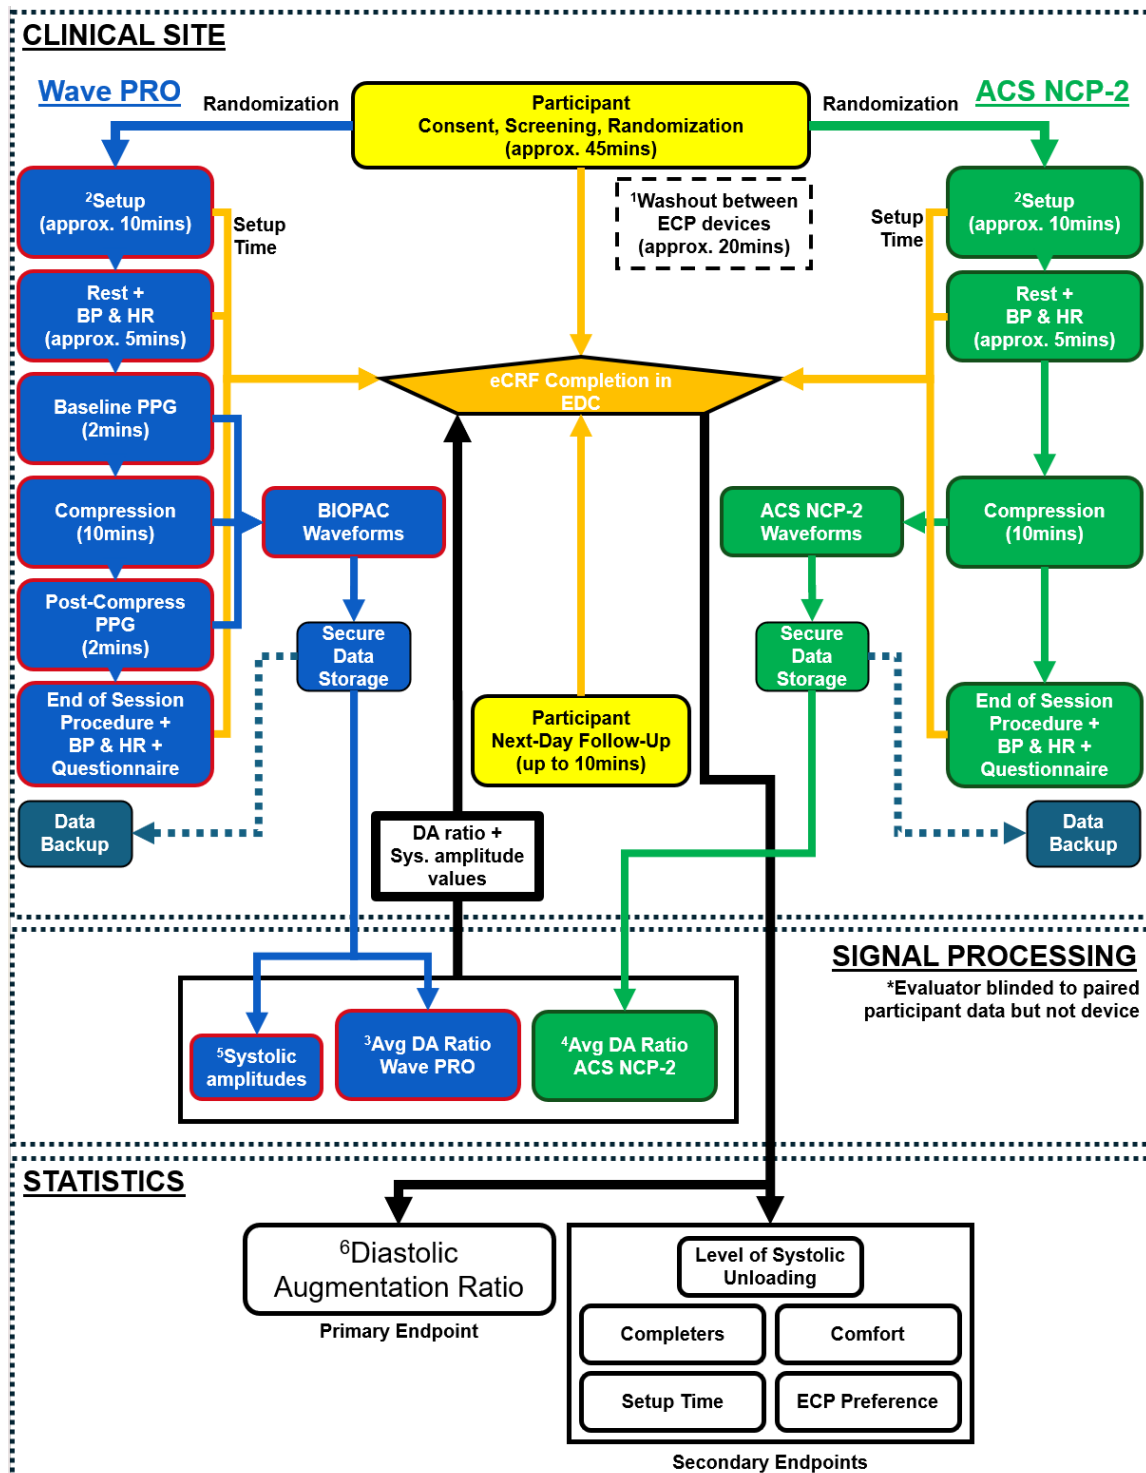 CLINICAL SITE
Wave PRO
Randomization
Participant
Consent, Screening, Randomization
(approx. 45mins)
Randomization
ACS NCP-2
²Setup
(approx. 10mins)
Setup
Time
¹Washout between
ECP devices
(approx. 20mins)
Setup
Time
²Setup
(approx. 10mins)
Rest +
BP & HR
(approx. 5mins)
Rest +
BP & HR
(approx. 5mins)
eCRF Completion in
EDC
Baseline PPG
(2mins)
Compression
(10mins)
BIOPAC
Waveforms
ACS NCP-2
Waveforms
Compression
(10mins)
Post-Compress
PPG
(2mins)
Secure
Data
Storage
Secure
Data
Storage
End of Session
Procedure +
BP & HR +
Questionnaire
Participant
Next-Day Follow-Up
(up to 10mins)
End of Session
Procedure +
BP & HR +
Questionnaire
Data
Backup
DA ratio +
Sys. amplitude
values
Data
Backup
SIGNAL PROCESSING
*Evaluator blinded to paired
participant data but not device
⁵Systolic
amplitudes
³Avg DA Ratio
Wave PRO
⁴Avg DA Ratio
ACS NCP-2
STATISTICS
⁶Diastolic
Augmentation Ratio
Primary Endpoint
Level of Systolic
Unloading
Completers
Comfort
Setup Time
ECP Preference
Secondary Endpoints